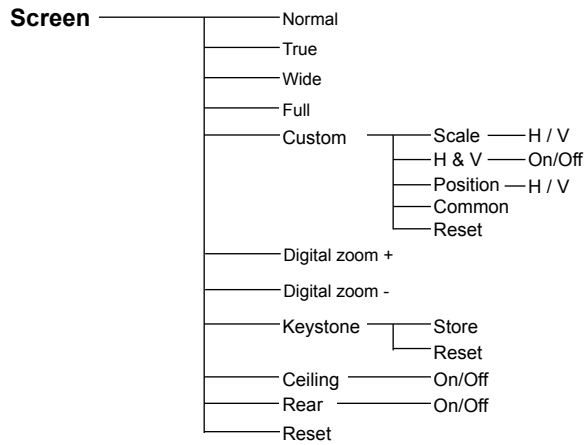 Screen Normal
True
Wide
Full
Custom Scale H / V
H & V On/Off
Position H / V
Common
Reset
Digital zoom +
Digital zoom -
Keystone Store
Reset
Ceiling On/Off
Rear On/Off
Reset